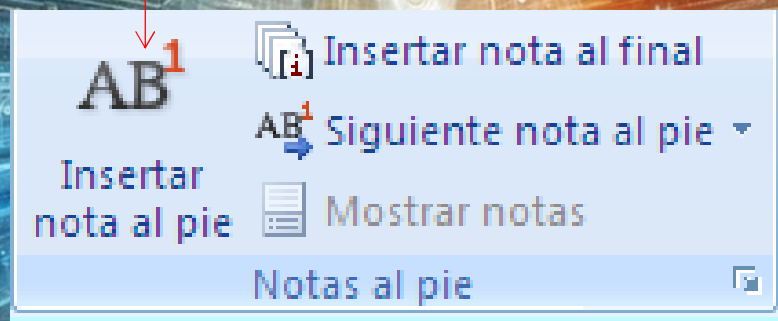 AB1
Insertar
nota al pie
[i] Insertar nota al final
AB1 Siguiente nota al pie
Mostrar notas
Notas al pie